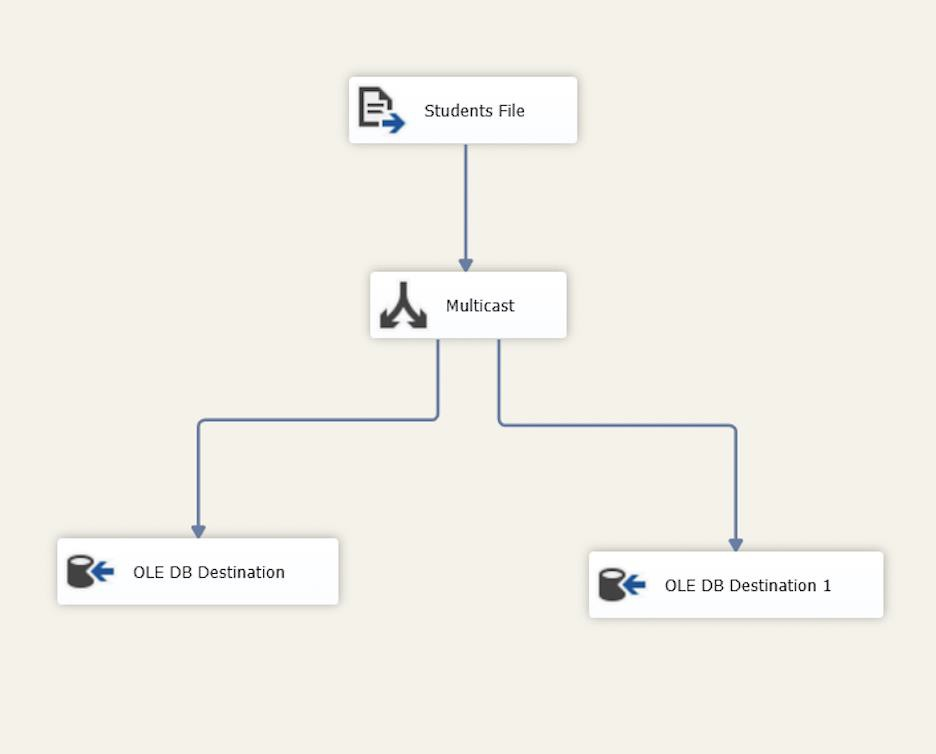 Students File
Multicast
OLE DB Destination
OLE DB Destination 1